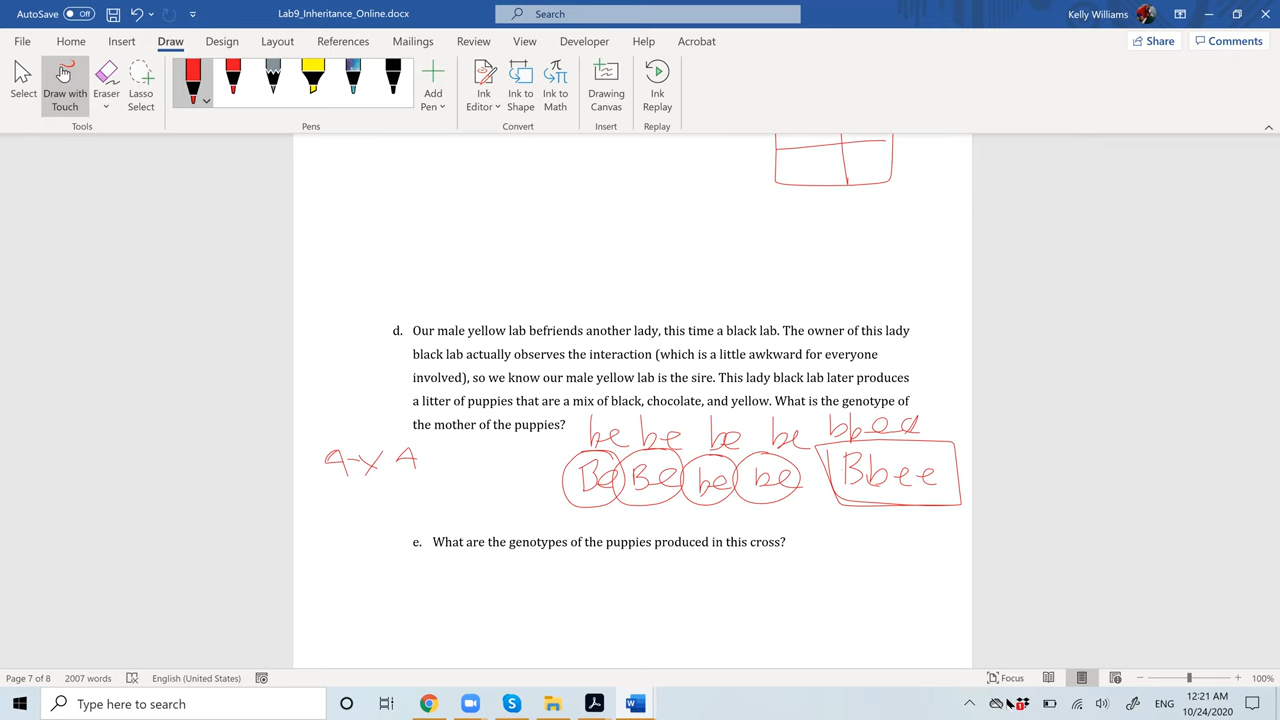 AutoSave Off Lab9_Inheritance_Online.docx Search Kelly Williams
File Home Insert Draw Design Layout References Mailings Review View Developer Help Acrobat Share Comments
Select Draw with Touch Eraser Lasso Select Add Pen Ink Editor Ink to Shape Ink to Math Drawing Canvas Ink Replay
Tools Pens Convert Insert Replay
d. Our male yellow lab befriends another lady, this time a black lab. The owner of this lady
black lab actually observes the interaction (which is a little awkward for everyone
involved), so we know our male yellow lab is the sire. This lady black lab later produces
a litter of puppies that are a mix of black, chocolate, and yellow. What is the genotype of
the mother of the puppies?
be be be be
4 x 4 Be Be be be Bbee
e. What are the genotypes of the puppies produced in this cross?
Page 7 of 8 2007 words English (United States) Focus 100%
Type here to search ENG 12:21 AM
10/24/2020